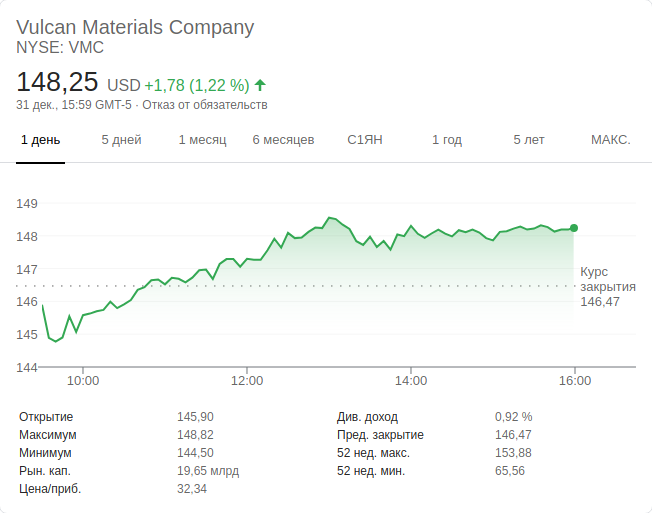 Vulcan Materials Company
NYSE: VMC
148,25 USD +1,78 (1,22 %)
31 дек., 15:59 GMT-5 · Отказ от обязательств
1 день 5 дней 1 месяц 6 месяцев С1ЯН 1 год 5 лет МАКС.
149
148
147
146
145
144
Курс
закрытия
146,47
10:00 12:00 14:00 16:00
Открытие 145,90 Див. доход 0,92 %
Максимум 148,82 Пред. закрытие 146,47
Минимум 144,50 52 нед. макс. 153,88
Рын. кап. 19,65 млрд 52 нед. мин. 65,56
Цена/приб. 32,34